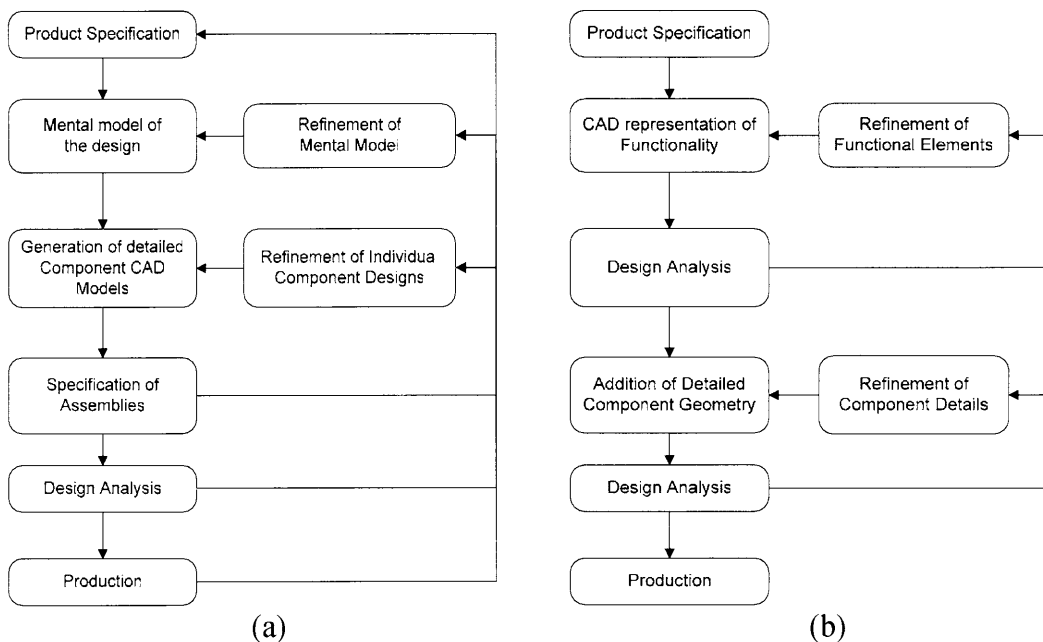 Product Specification
Mental model of
the design
Refinement of
Mental Model
Generation of detailed
Component CAD
Models
Refinement of Individua
Component Designs
Specification of
Assemblies
Design Analysis
Production
(a)
Product Specification
CAD representation of
Functionality
Refinement of
Functional Elements
Design Analysis
Addition of Detailed
Component Geometry
Refinement of
Component Details
Design Analysis
Production
(b)